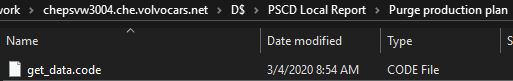 work › chepsvw3004.che.volvocars.net › D$ › PSCD Local Report › Purge production plan
Name Date modified Type
get_data.code 3/4/2020 8:54 AM CODE File